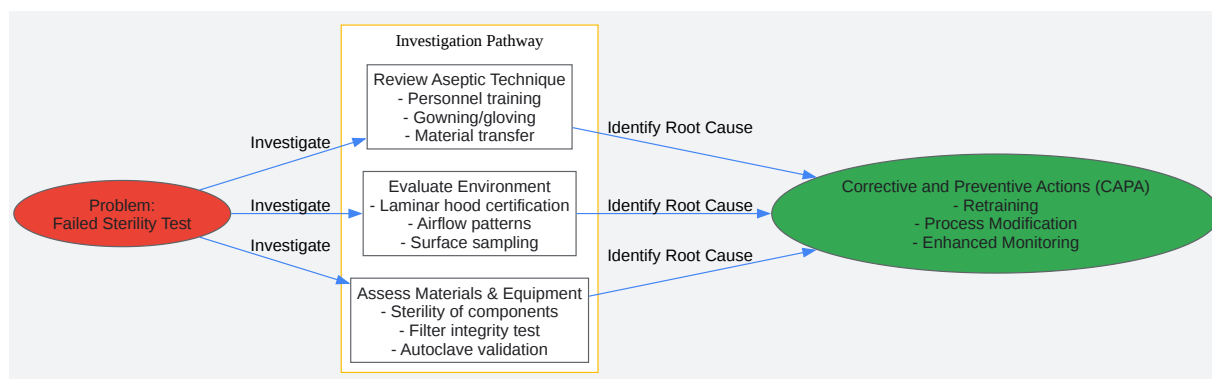 Investigation Pathway
Problem:
Failed Sterility Test
Investigate
Investigate
Investigate
Review Aseptic Technique
- Personnel training
- Gowning/gloving
- Material transfer
Evaluate Environment
- Laminar hood certification
- Airflow patterns
- Surface sampling
Assess Materials & Equipment
- Sterility of components
- Filter integrity test
- Autoclave validation
Identify Root Cause
Identify Root Cause
Identify Root Cause
Corrective and Preventive Actions (CAPA)
- Retraining
- Process Modification
- Enhanced Monitoring